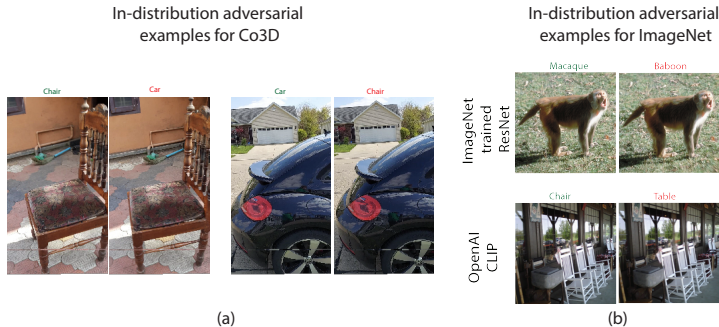 In-distribution adversarial
examples for Co3D
Chair
Car
Car
Chair
(a)
In-distribution adversarial
examples for ImageNet
ImageNet
trained
ResNet
Macaque
Baboon
OpenAI
CLIP
Chair
Table
(b)